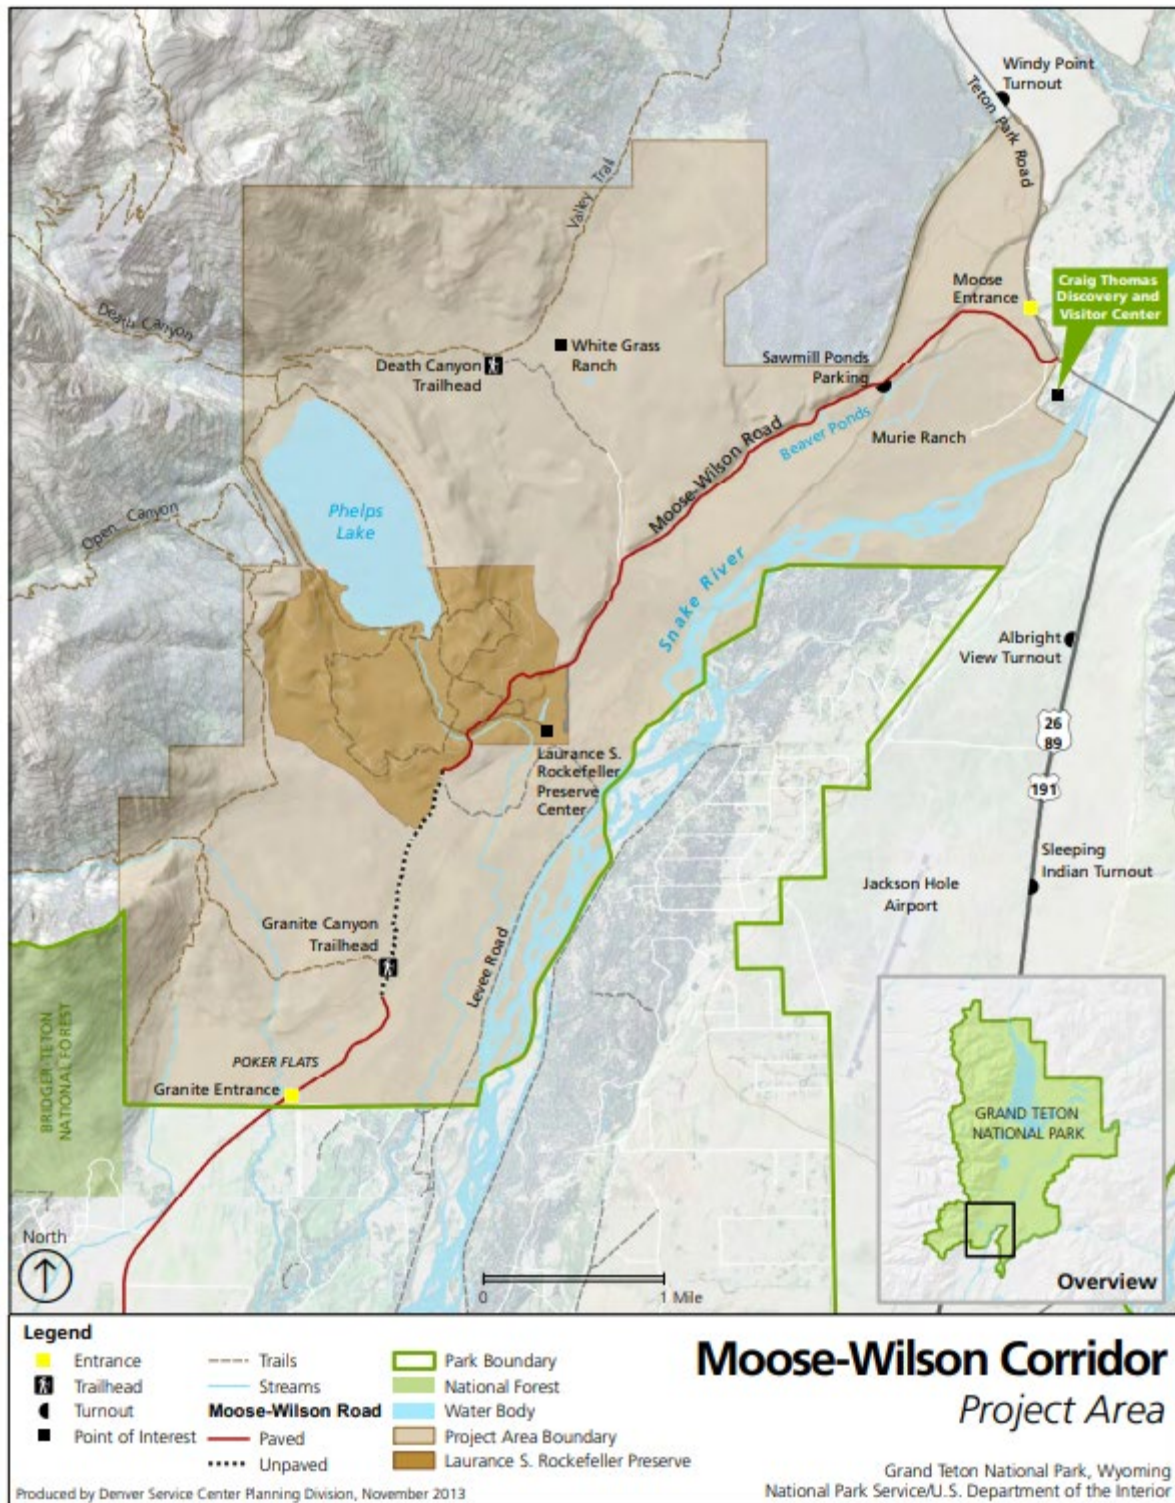 Windy Point
Turnout
Teton Park Road
Valley Trail
Moose
Entrance
Craig Thomas
Discovery and
Visitor Center
Death Canyon
White Grass
Ranch
Death Canyon
Trailhead
Sawmill Ponds
Parking
Beaver Ponds
Murie Ranch
Moose-Wilson Road
Open Canyon
Phelps
Lake
Snake River
Albright
View Turnout
26
89
191
Laurance S.
Rockefeller
Preserve
Center
Sleeping
Indian Turnout
Jackson Hole
Airport
Granite Canyon
Trailhead
Levee Road
BRIDGER-TETON
NATIONAL FOREST
POKER FLATS
Granite Entrance
GRAND TETON
NATIONAL PARK
Overview
North
0 1 Mile
Legend
Entrance
Trailhead
Turnout
Point of Interest
Trails
Streams
Moose-Wilson Road
Paved
Unpaved
Park Boundary
National Forest
Water Body
Project Area Boundary
Laurance S. Rockefeller Preserve
Moose-Wilson Corridor
Project Area
Grand Teton National Park, Wyoming
National Park Service/U.S. Department of the Interior
Produced by Denver Service Center Planning Division, November 2013